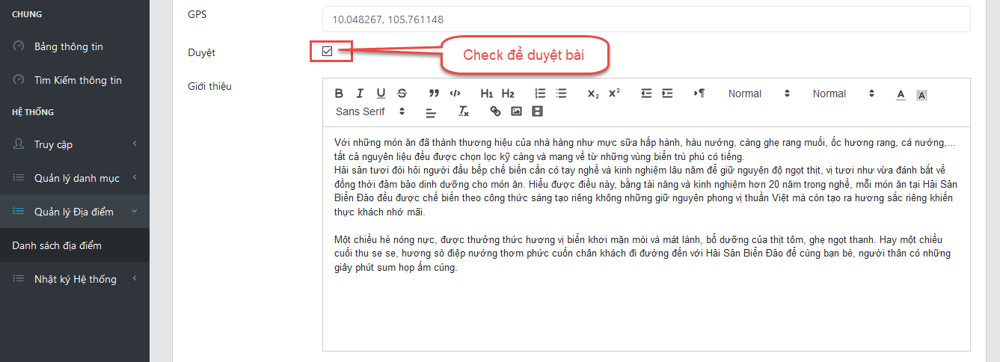 CHUNG
Bảng thông tin
Tìm Kiếm thông tin
HỆ THỐNG
Truy cập
Quản lý danh mục
Quản lý Địa điểm
Danh sách địa điểm
Nhật ký Hệ thống
GPS
10.048267, 105.761148
Duyệt
Check để duyệt bài
Giới thiệu
B I U S H1 H2 X2 X2 Normal Normal A A
Sans Serif Tx
Với những món ăn đã thành thương hiệu của nhà hàng như mực sữa hấp hành, hàu nướng, càng ghẹ rang muối, ốc hương rang, cá nướng,…
tất cả nguyên liệu đều được chọn lọc kỹ càng và mang về từ những vùng biển trù phú có tiếng.
Hải sản tươi đòi hỏi người đầu bếp chế biến cần có tay nghề và kinh nghiệm lâu năm để giữ nguyên độ ngọt thịt, vị tươi như vừa đánh bắt về
đồng thời đảm bảo dinh dưỡng cho món ăn. Hiểu được điều này, bằng tài năng và kinh nghiệm hơn 20 năm trong nghề, mỗi món ăn tại Hải Sản
Biển Đảo đều được chế biến theo công thức sáng tạo riêng không những giữ nguyên phong vị thuần Việt mà còn tạo ra hương sắc riêng khiến
thực khách nhớ mãi.
Một chiều hè nóng nực, được thưởng thức hương vị biển khơi mặn mòi và mát lành, bổ dưỡng của thịt tôm, ghẹ ngọt thanh. Hay một chiều
cuối thu se se, hương sò điệp nướng thơm phức cuốn chân khách đi đường đến với Hải Sản Biển Đảo để cùng bạn bè, người thân có những
giây phút sum họp ấm cúng.